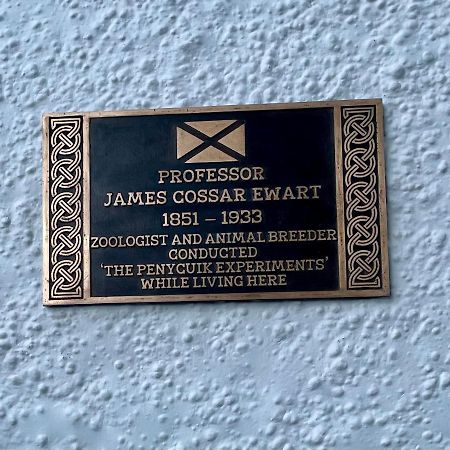 PROFESSOR
JAMES COSSAR EWART
1851 – 1933
ZOOLOGIST AND ANIMAL BREEDER
CONDUCTED
'THE PENYCUIK EXPERIMENTS'
WHILE LIVING HERE